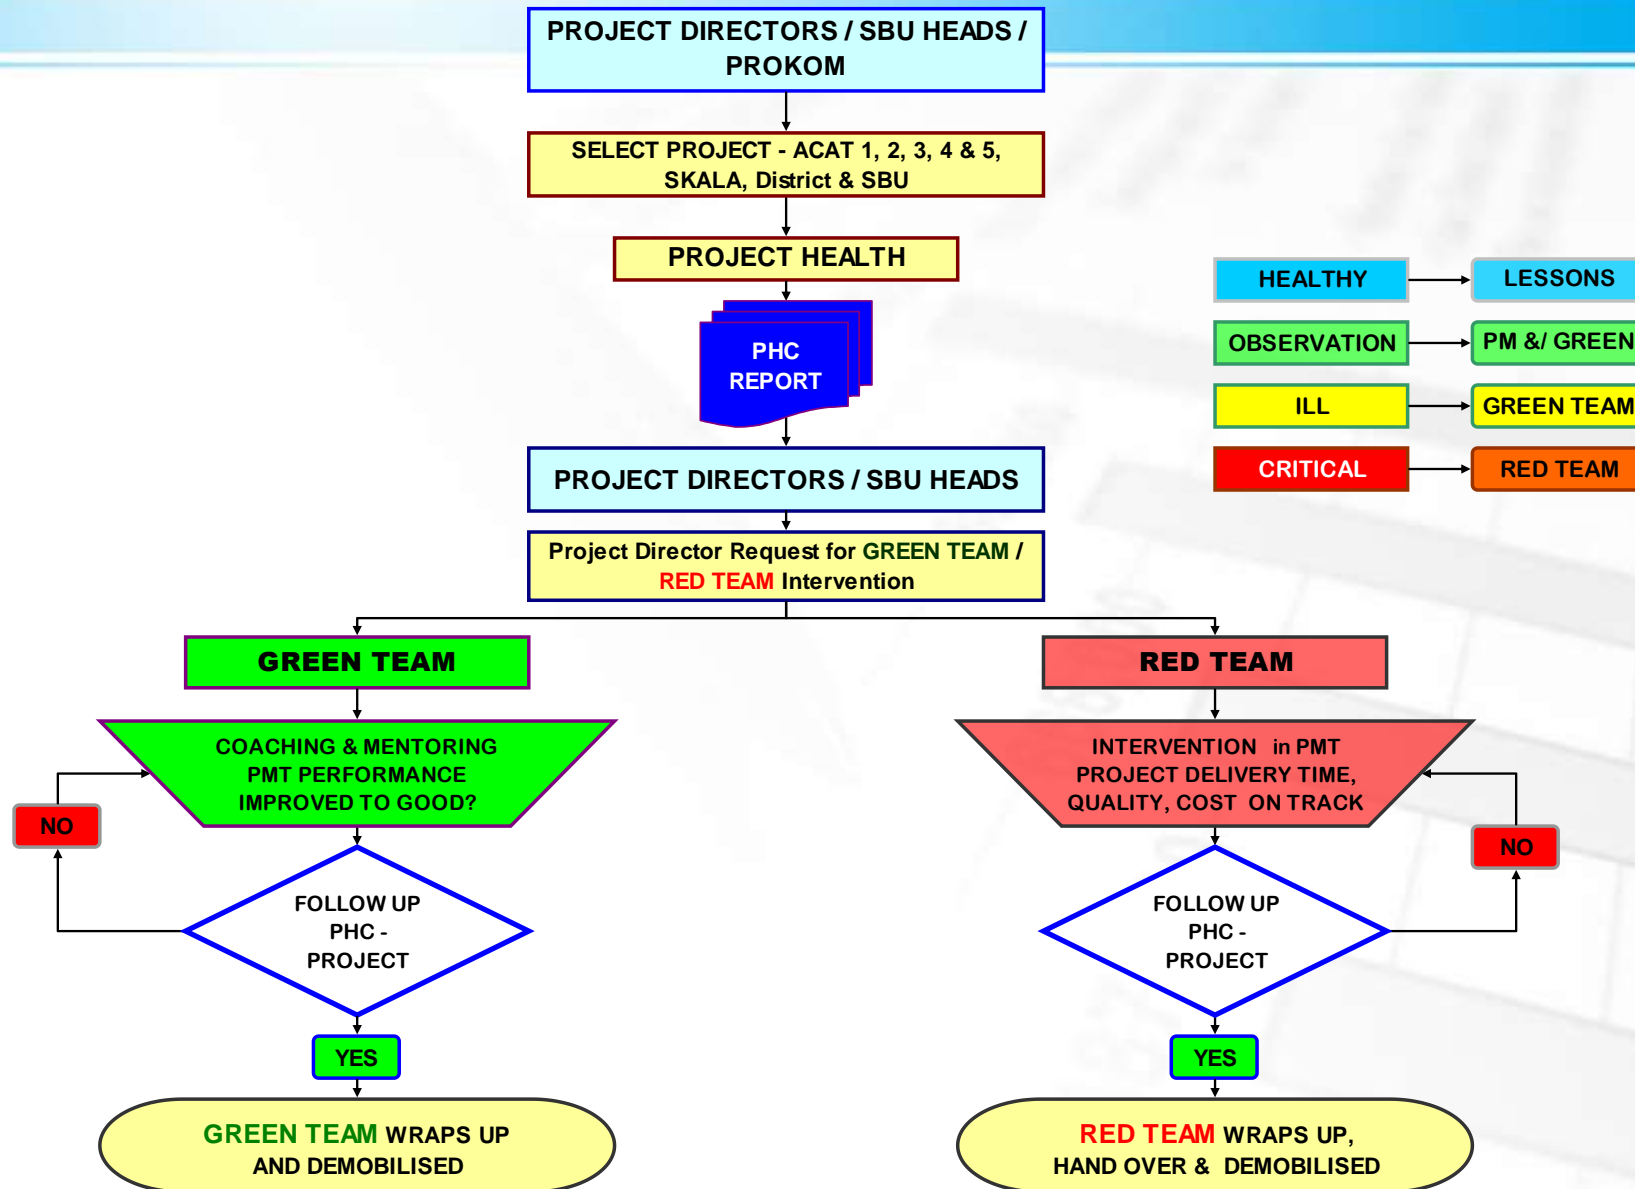 PROJECT DIRECTORS / SBU HEADS /
PROKOM
SELECT PROJECT - ACAT 1, 2, 3, 4 & 5,
SKALA, District & SBU
PROJECT HEALTH
PHC
REPORT
HEALTHY
LESSONS
OBSERVATION
PM &/ GREEN
ILL
GREEN TEAM
CRITICAL
RED TEAM
PROJECT DIRECTORS / SBU HEADS
Project Director Request for GREEN TEAM /
RED TEAM Intervention
GREEN TEAM
COACHING & MENTORING
PMT PERFORMANCE
IMPROVED TO GOOD?
NO
FOLLOW UP
PHC -
PROJECT
YES
GREEN TEAM WRAPS UP
AND DEMOBILISED
RED TEAM
INTERVENTION in PMT
PROJECT DELIVERY TIME,
QUALITY, COST ON TRACK
NO
FOLLOW UP
PHC -
PROJECT
YES
RED TEAM WRAPS UP,
HAND OVER & DEMOBILISED